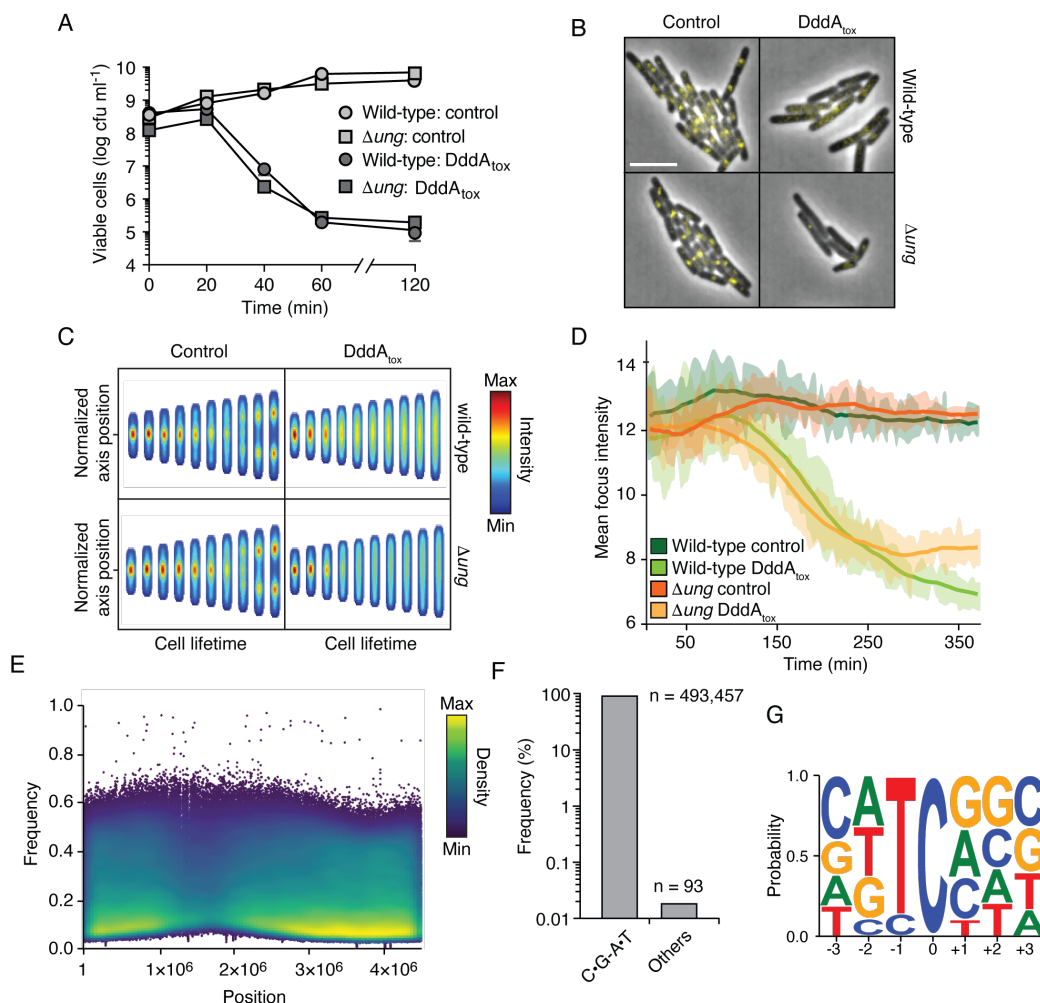 A
Viable cells (log cfu ml-1)
10
9
8
7
6
5
4
0
20
40
60
120
Time (min)
Wild-type: control
Δung: control
Wild-type: DddAtox
Δung: DddAtox
B
Control
DddAtox
Wild-type
Δung
C
Control
DddAtox
Normalized
axis position
Normalized
axis position
wild-type
Δung
Cell lifetime
Cell lifetime
Max
Intensity
Min
D
Mean focus intensity
14
12
10
8
6
50
150
250
350
Time (min)
Wild-type control
Wild-type DddAtox
Δung control
Δung DddAtox
E
Frequency
1.0
0.8
0.6
0.4
0.2
0.0
1
1×10⁶
2×10⁶
3×10⁶
4×10⁶
Position
Max
Density
Min
F
Frequency (%)
100
10
1
0.1
0.01
n = 493,457
n = 93
C•G-A•T
Others
G
Probability
1.0
0.5
0.0
C A T C G G C
G T C A C G
A G C A T
T C T T A
-3 -2 -1 0 +1 +2 +3